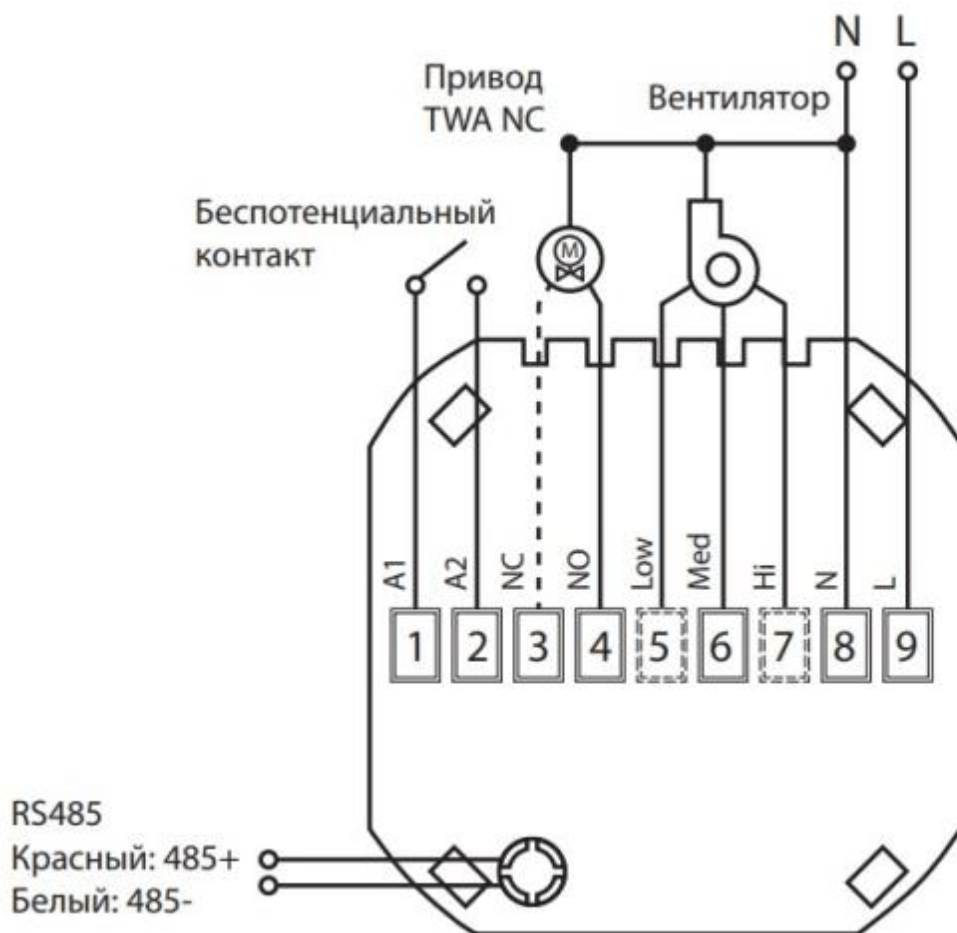 N L
Привод
TWA NC
Вентилятор
Беспотенциальный
контакт
M
A1 A2 NC NO Low Med Hi N L
1 2 3 4 5 6 7 8 9
RS485
Красный: 485+
Белый: 485-